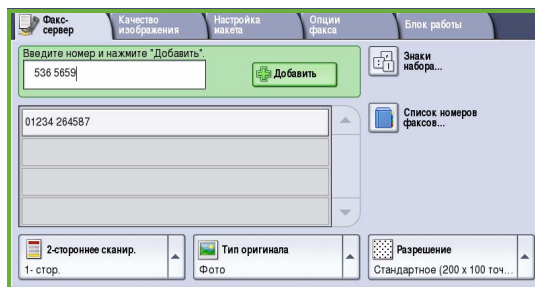 Факс-
сервер
Качество
изображения
Настройка
макета
Опции
факса
Блок работы
Введите номер и нажмите "Добавить".
536 5659
Добавить
Знаки
набора...
01234 264587
Список номеров
факсов...
2-стороннее сканир.
1- стор.
Тип оригинала
Фото
Разрешение
Стандартное (200 x 100 точ...